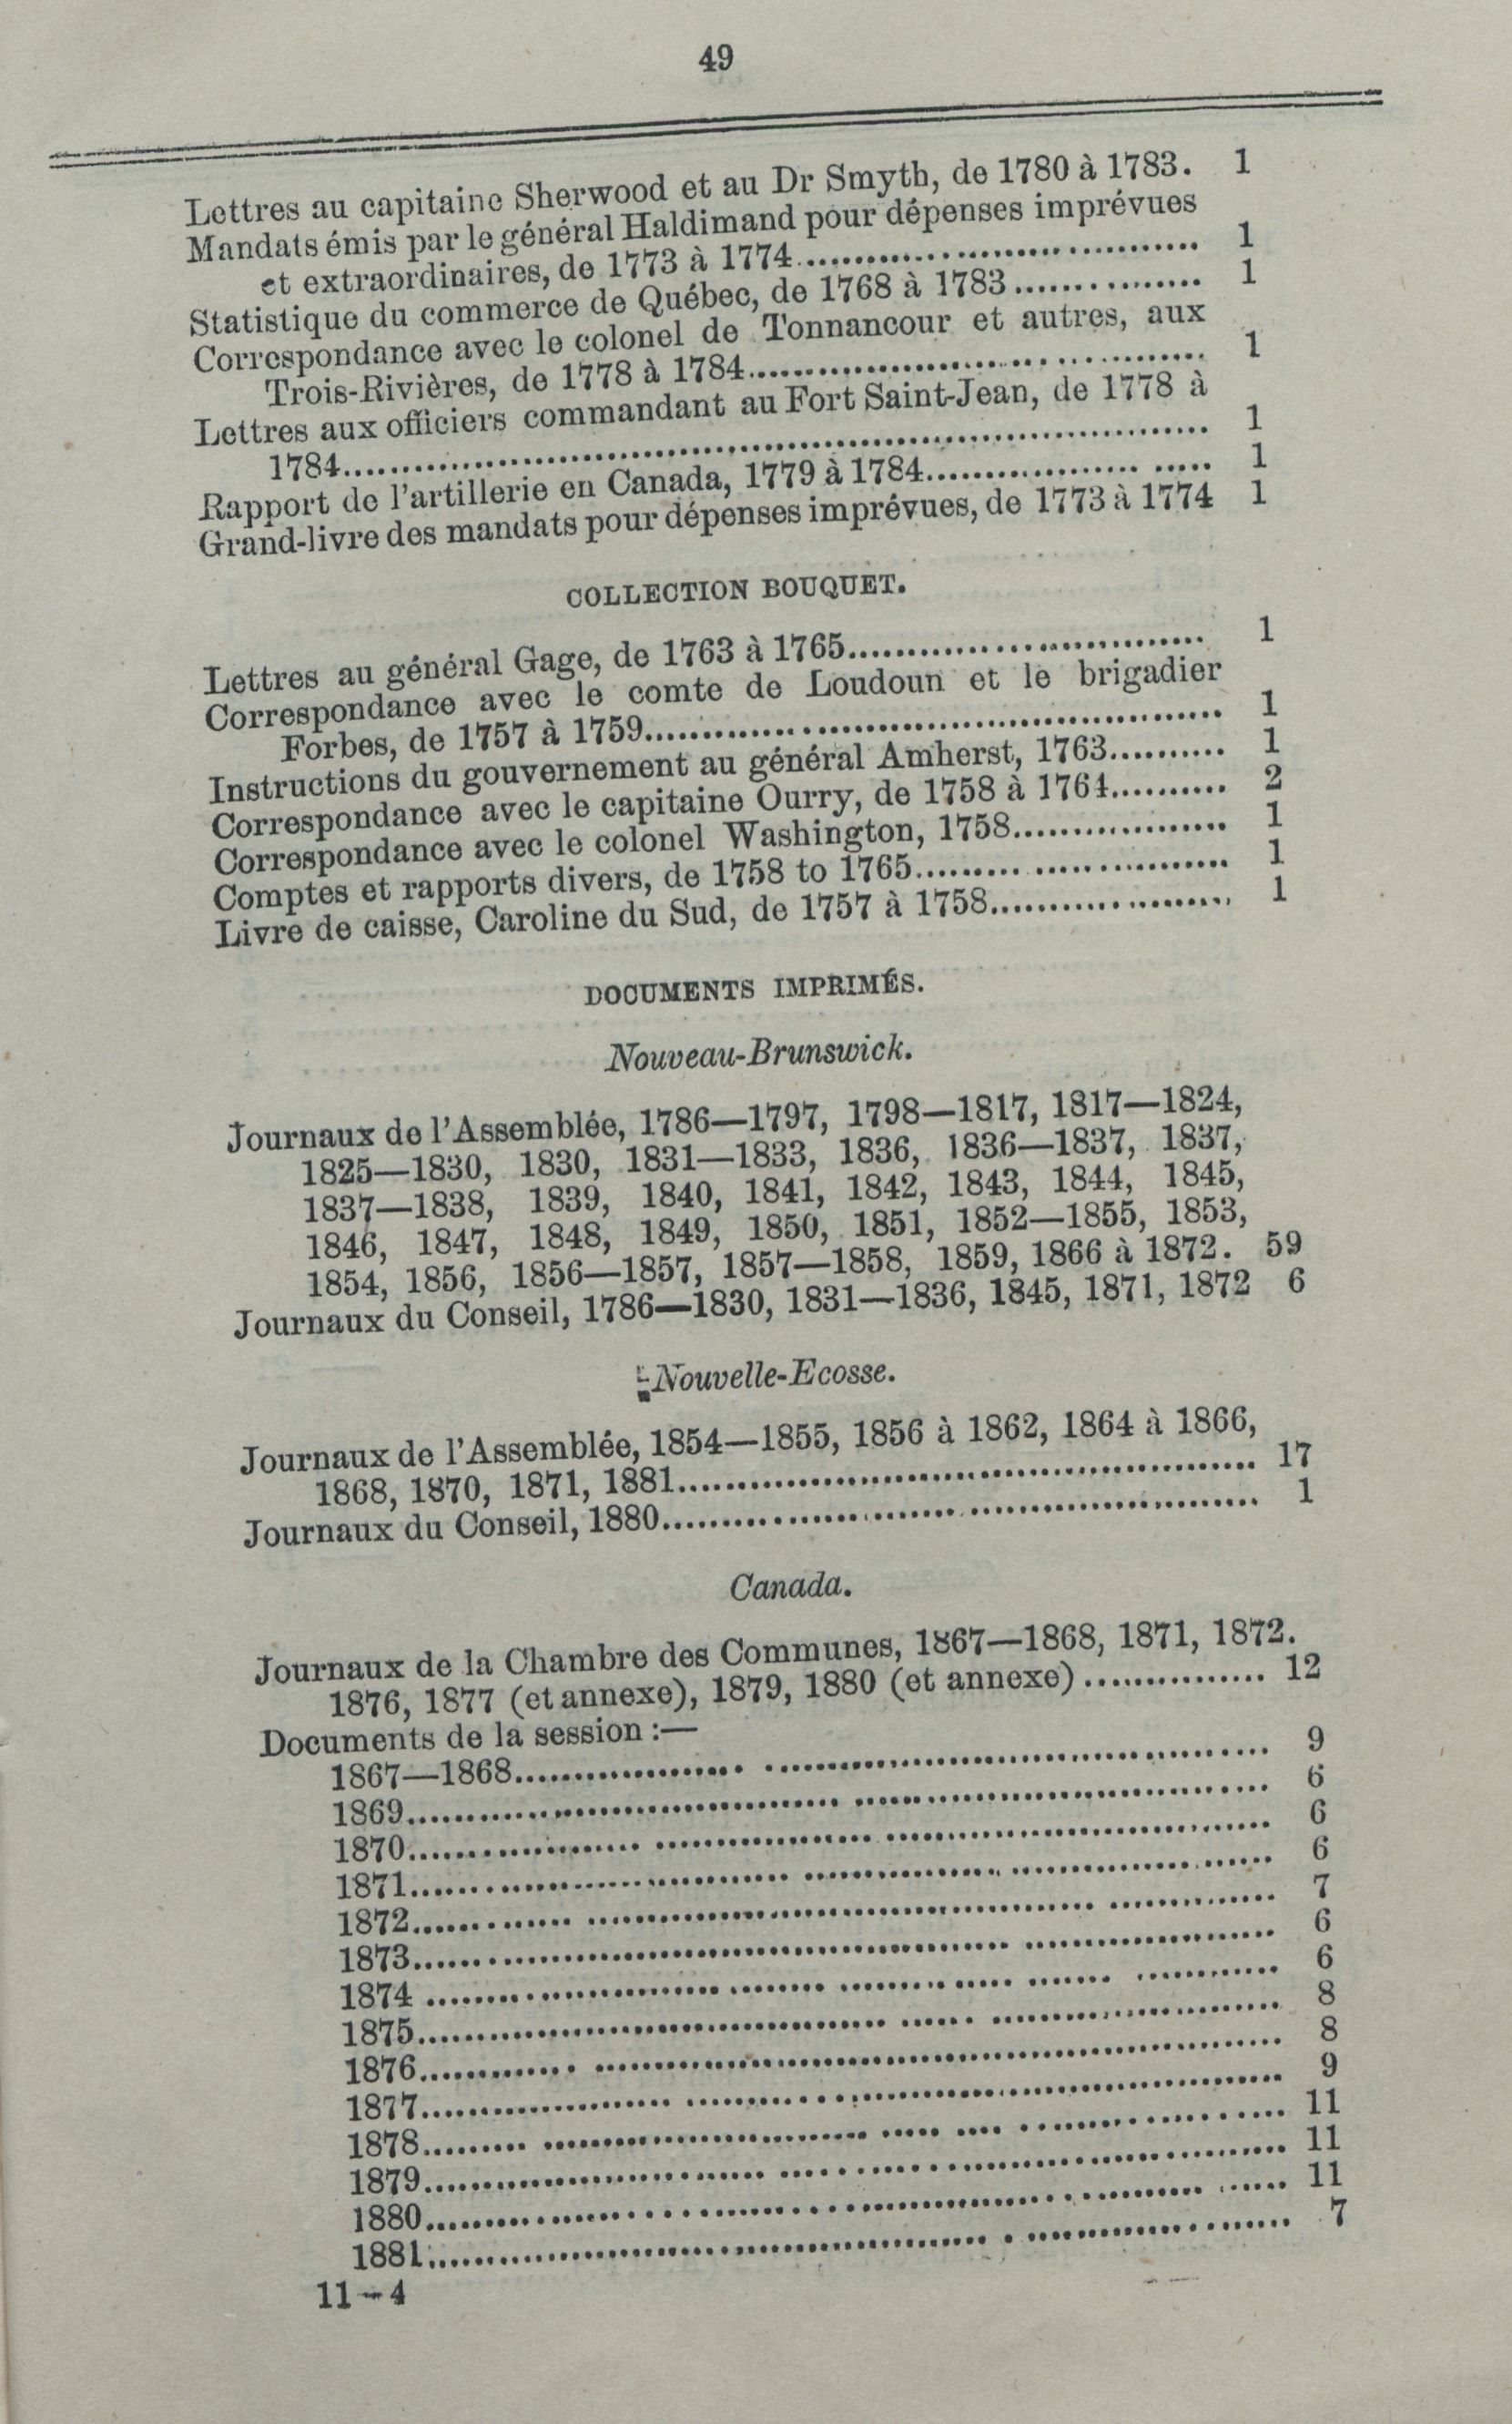 49
Lettres au capitaine Sherwood et au Dr Smyth, de 1780 à 1783. 1
Mandats émis par le général Haldimand pour dépenses imprévues
et extraordinaires, de 1773 à 1774.................................... 1
Statistique du commerce de Québec, de 1768 à 1783................ 1
Correspondance avec le colonel de Tonnancour et autres, aux
Trois-Rivières, de 1778 à 1784....................................... 1
Lettres aux officiers commandant au Fort Saint-Jean, de 1778 à
1784........................................................................... 1
Rapport de l'artillerie en Canada, 1779 à 1784........................ 1
Grand-livre des mandats pour dépenses imprévues, de 1773 à 1774 1
COLLECTION BOUQUET.
Lettres au général Gage, de 1763 à 1765.............................. 1
Correspondance avec le comte de Loudoun et le brigadier
Forbes, de 1757 à 1759................................................. 1
Instructions du gouvernement au général Amherst, 1763.......... 1
Correspondance avec le capitaine Ourry, de 1758 à 1764.......... 2
Correspondance avec le colonel Washington, 1758.................. 1
Comptes et rapports divers, de 1758 to 1765........................... 1
Livre de caisse, Caroline du Sud, de 1757 à 1758..................... 1
DOCUMENTS IMPRIMÉS.
Nouveau-Brunswick.
Journaux de l'Assemblée, 1786—1797, 1798—1817, 1817—1824,
1825—1830, 1830, 1831—1833, 1836, 1836—1837, 1837,
1837—1838, 1839, 1840, 1841, 1842, 1843, 1844, 1845,
1846, 1847, 1848, 1849, 1850, 1851, 1852—1855, 1853,
1854, 1856, 1856—1857, 1857—1858, 1859, 1866 à 1872. 59
Journaux du Conseil, 1786—1830, 1831—1836, 1845, 1871, 1872 6
Nouvelle-Ecosse.
Journaux de l'Assemblée, 1854—1855, 1856 à 1862, 1864 à 1866,
1868, 1870, 1871, 1881................................................ 17
Journaux du Conseil, 1880.................................................. 1
Canada.
Journaux de la Chambre des Communes, 1867—1868, 1871, 1872.
1876, 1877 (et annexe), 1879, 1880 (et annexe)............... 12
Documents de la session :—
1867—1868................................................................ 9
1869......................................................................... 6
1870......................................................................... 6
1871......................................................................... 6
1872......................................................................... 7
1873......................................................................... 6
1874 ........................................................................ 6
1875......................................................................... 8
1876......................................................................... 8
1877......................................................................... 9
1878......................................................................... 11
1879......................................................................... 11
1880......................................................................... 11
1881......................................................................... 7
11—4